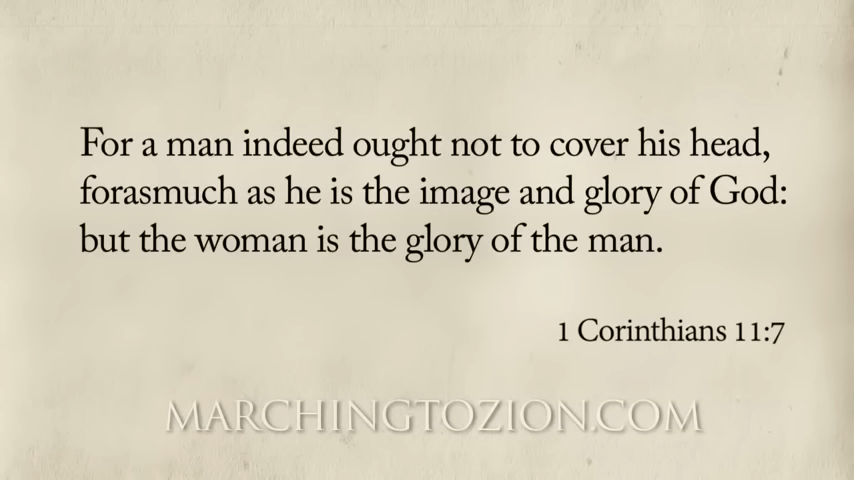 For a man indeed ought not to cover his head,
forasmuch as he is the image and glory of God:
but the woman is the glory of the man.
1 Corinthians 11:7
MARCHINGTOZION.COM